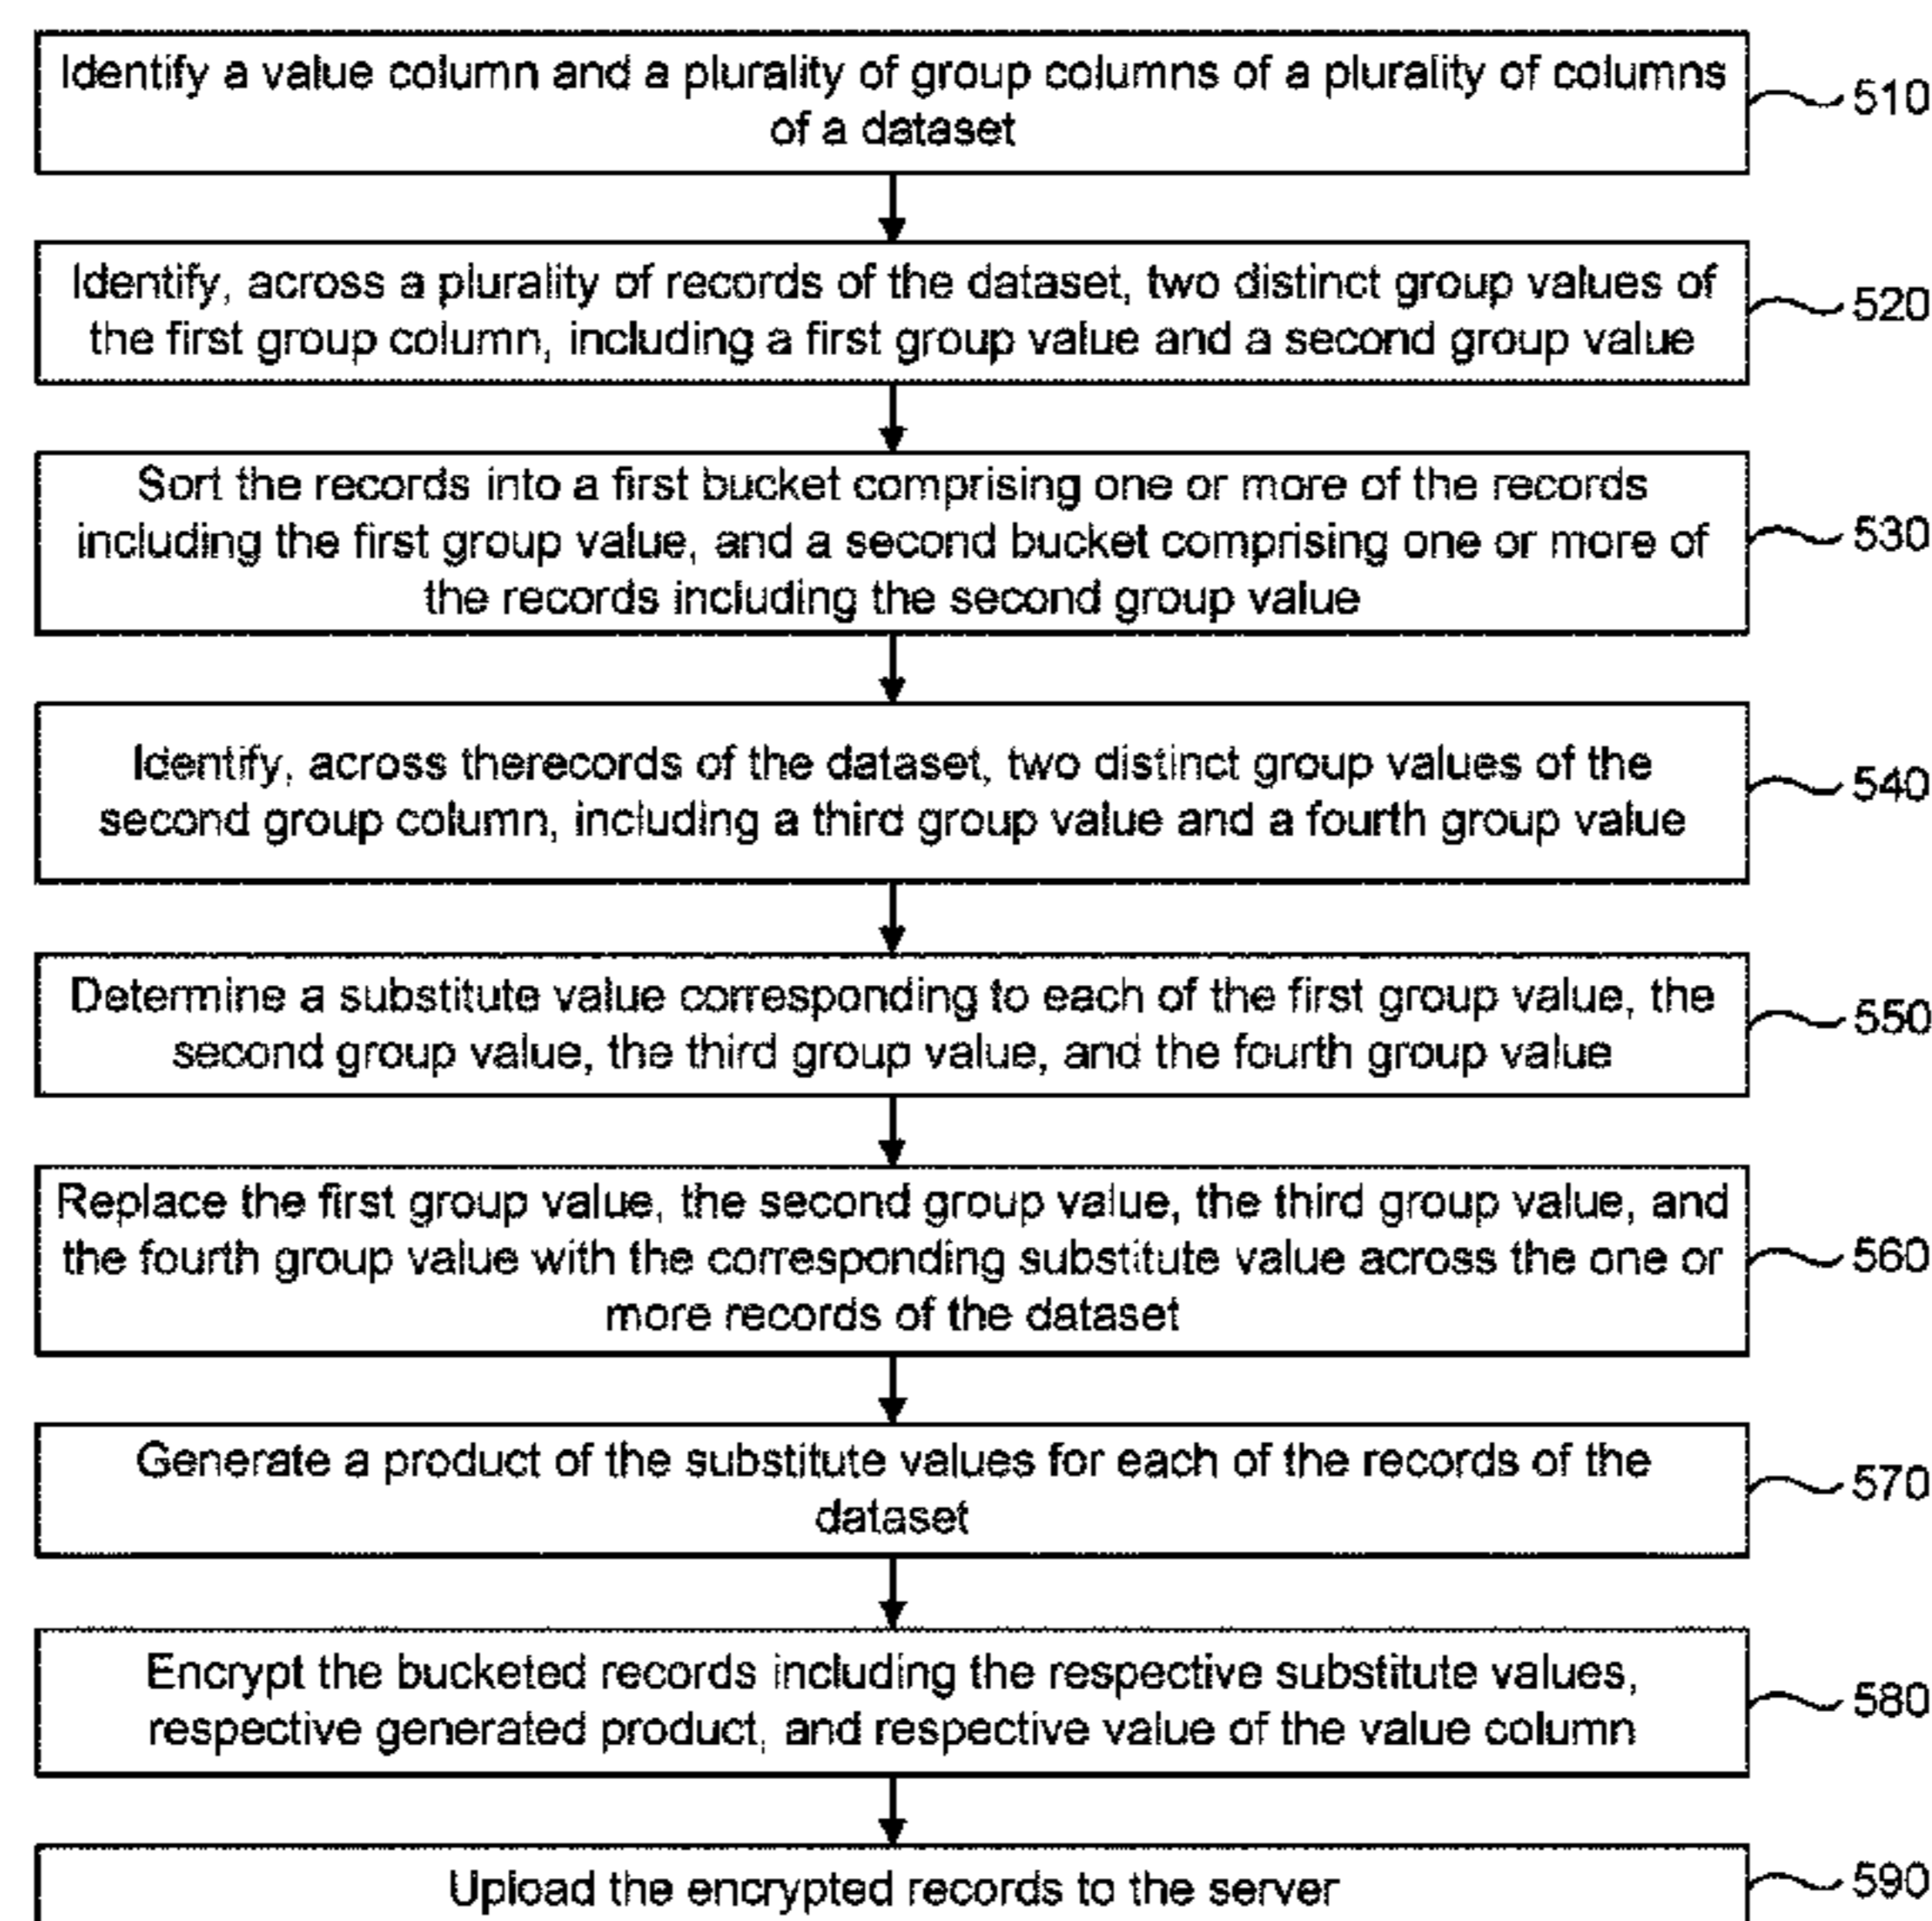 Identify a value column and a plurality of group columns of a plurality of columns
of a dataset
510
Identify, across a plurality of records of the dataset, two distinct group values of
the first group column, including a first group value and a second group value
520
Sort the records into a first bucket comprising one or more of the records
including the first group value, and a second bucket comprising one or more of
the records including the second group value
530
Identify, across therecords of the dataset, two distinct group values of the
second group column, including a third group value and a fourth group value
540
Determine a substitute value corresponding to each of the first group value, the
second group value, the third group value, and the fourth group value
550
Replace the first group value, the second group value, the third group value, and
the fourth group value with the corresponding substitute value across the one or
more records of the dataset
560
Generate a product of the substitute values for each of the records of the
dataset
570
Encrypt the bucketed records including the respective substitute values,
respective generated product, and respective value of the value column
580
Upload the encrypted records to the server
590